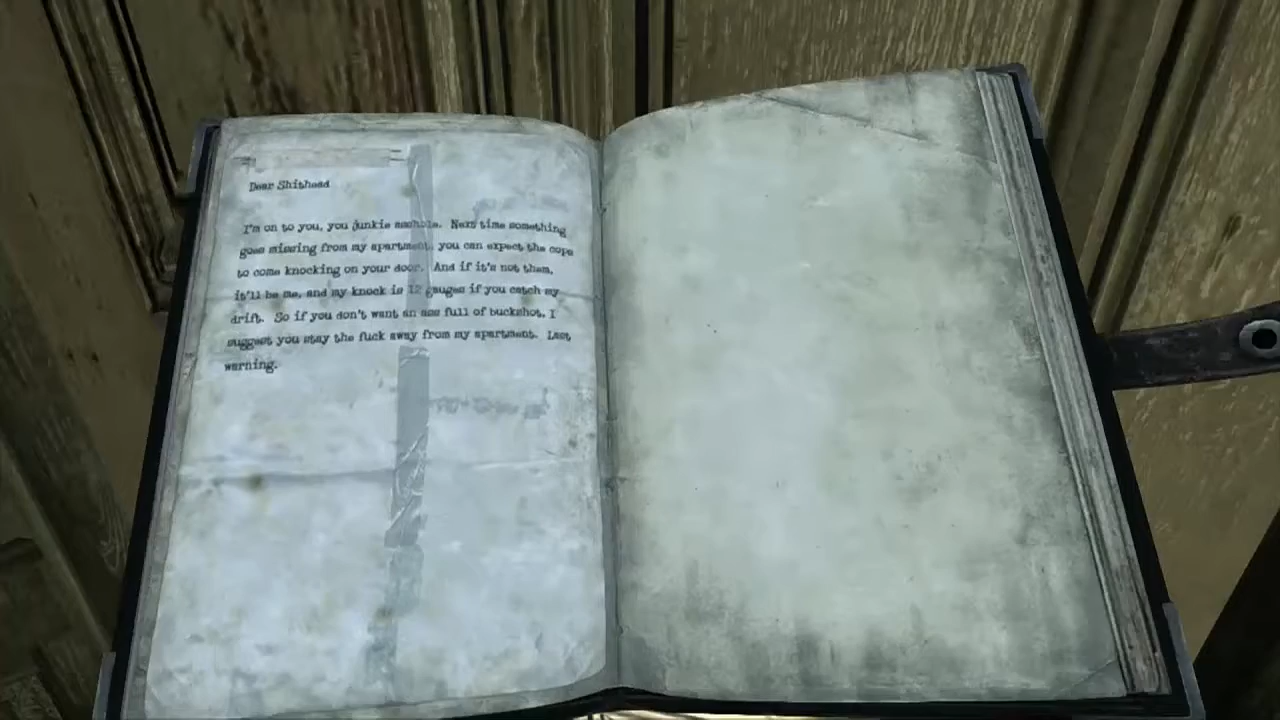 Dear Shithead
I'm on to you, you junkie asshole. Next time something
goes missing from my apartment, you can expect the cops
to come knocking on your door. And if it's not them,
it'll be me, and my knock is 12 gauges if you catch my
drift. So if you don't want an ass full of buckshot, I
suggest you stay the fuck away from my apartment. Last
warning.